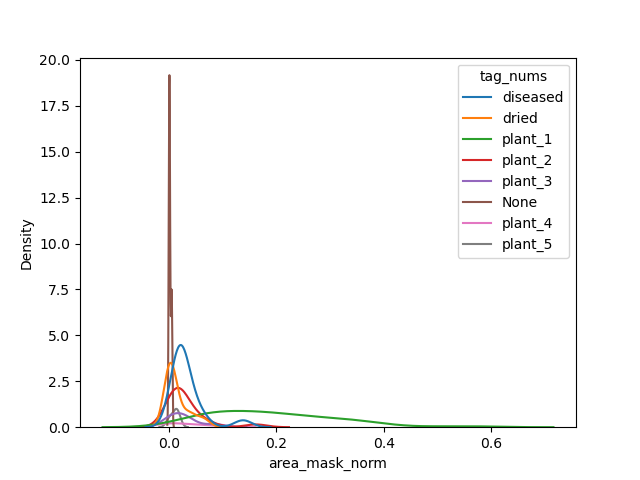 20.0
17.5
15.0
12.5
10.0
7.5
5.0
2.5
0.0
Density
0.0 0.2 0.4 0.6
area_mask_norm
tag_nums
diseased
dried
plant_1
plant_2
plant_3
None
plant_4
plant_5